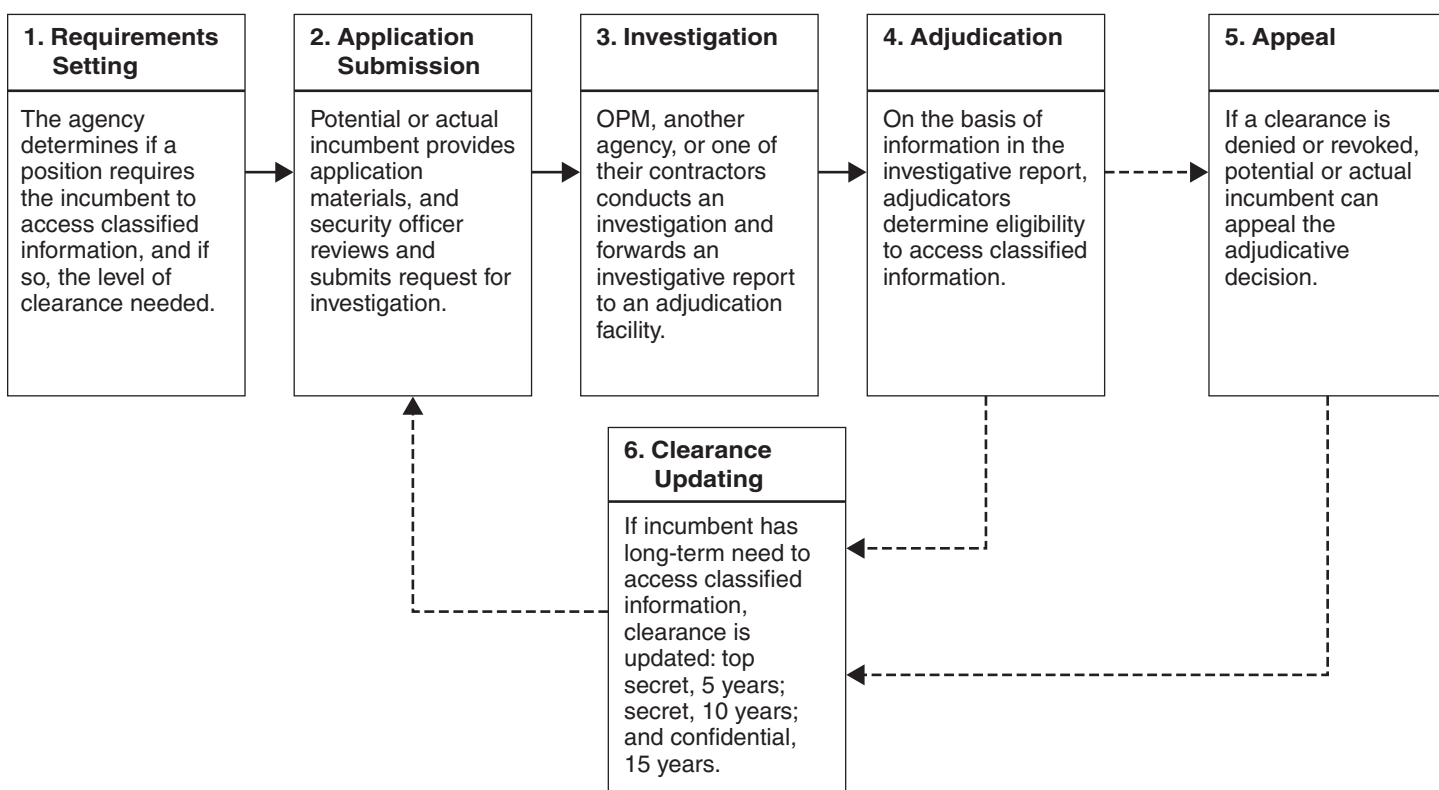 1. Requirements
Setting
The agency
determines if a
position requires
the incumbent to
access classified
information, and if
so, the level of
clearance needed.
2. Application
Submission
Potential or actual
incumbent provides
application
materials, and
security officer
reviews and
submits request for
investigation.
3. Investigation
OPM, another
agency, or one of
their contractors
conducts an
investigation and
forwards an
investigative report
to an adjudication
facility.
4. Adjudication
On the basis of
information in the
investigative report,
adjudicators
determine eligibility
to access classified
information.
5. Appeal
If a clearance is
denied or revoked,
potential or actual
incumbent can
appeal the
adjudicative
decision.
6. Clearance
Updating
If incumbent has
long-term need to
access classified
information,
clearance is
updated: top
secret, 5 years;
secret, 10 years;
and confidential,
15 years.